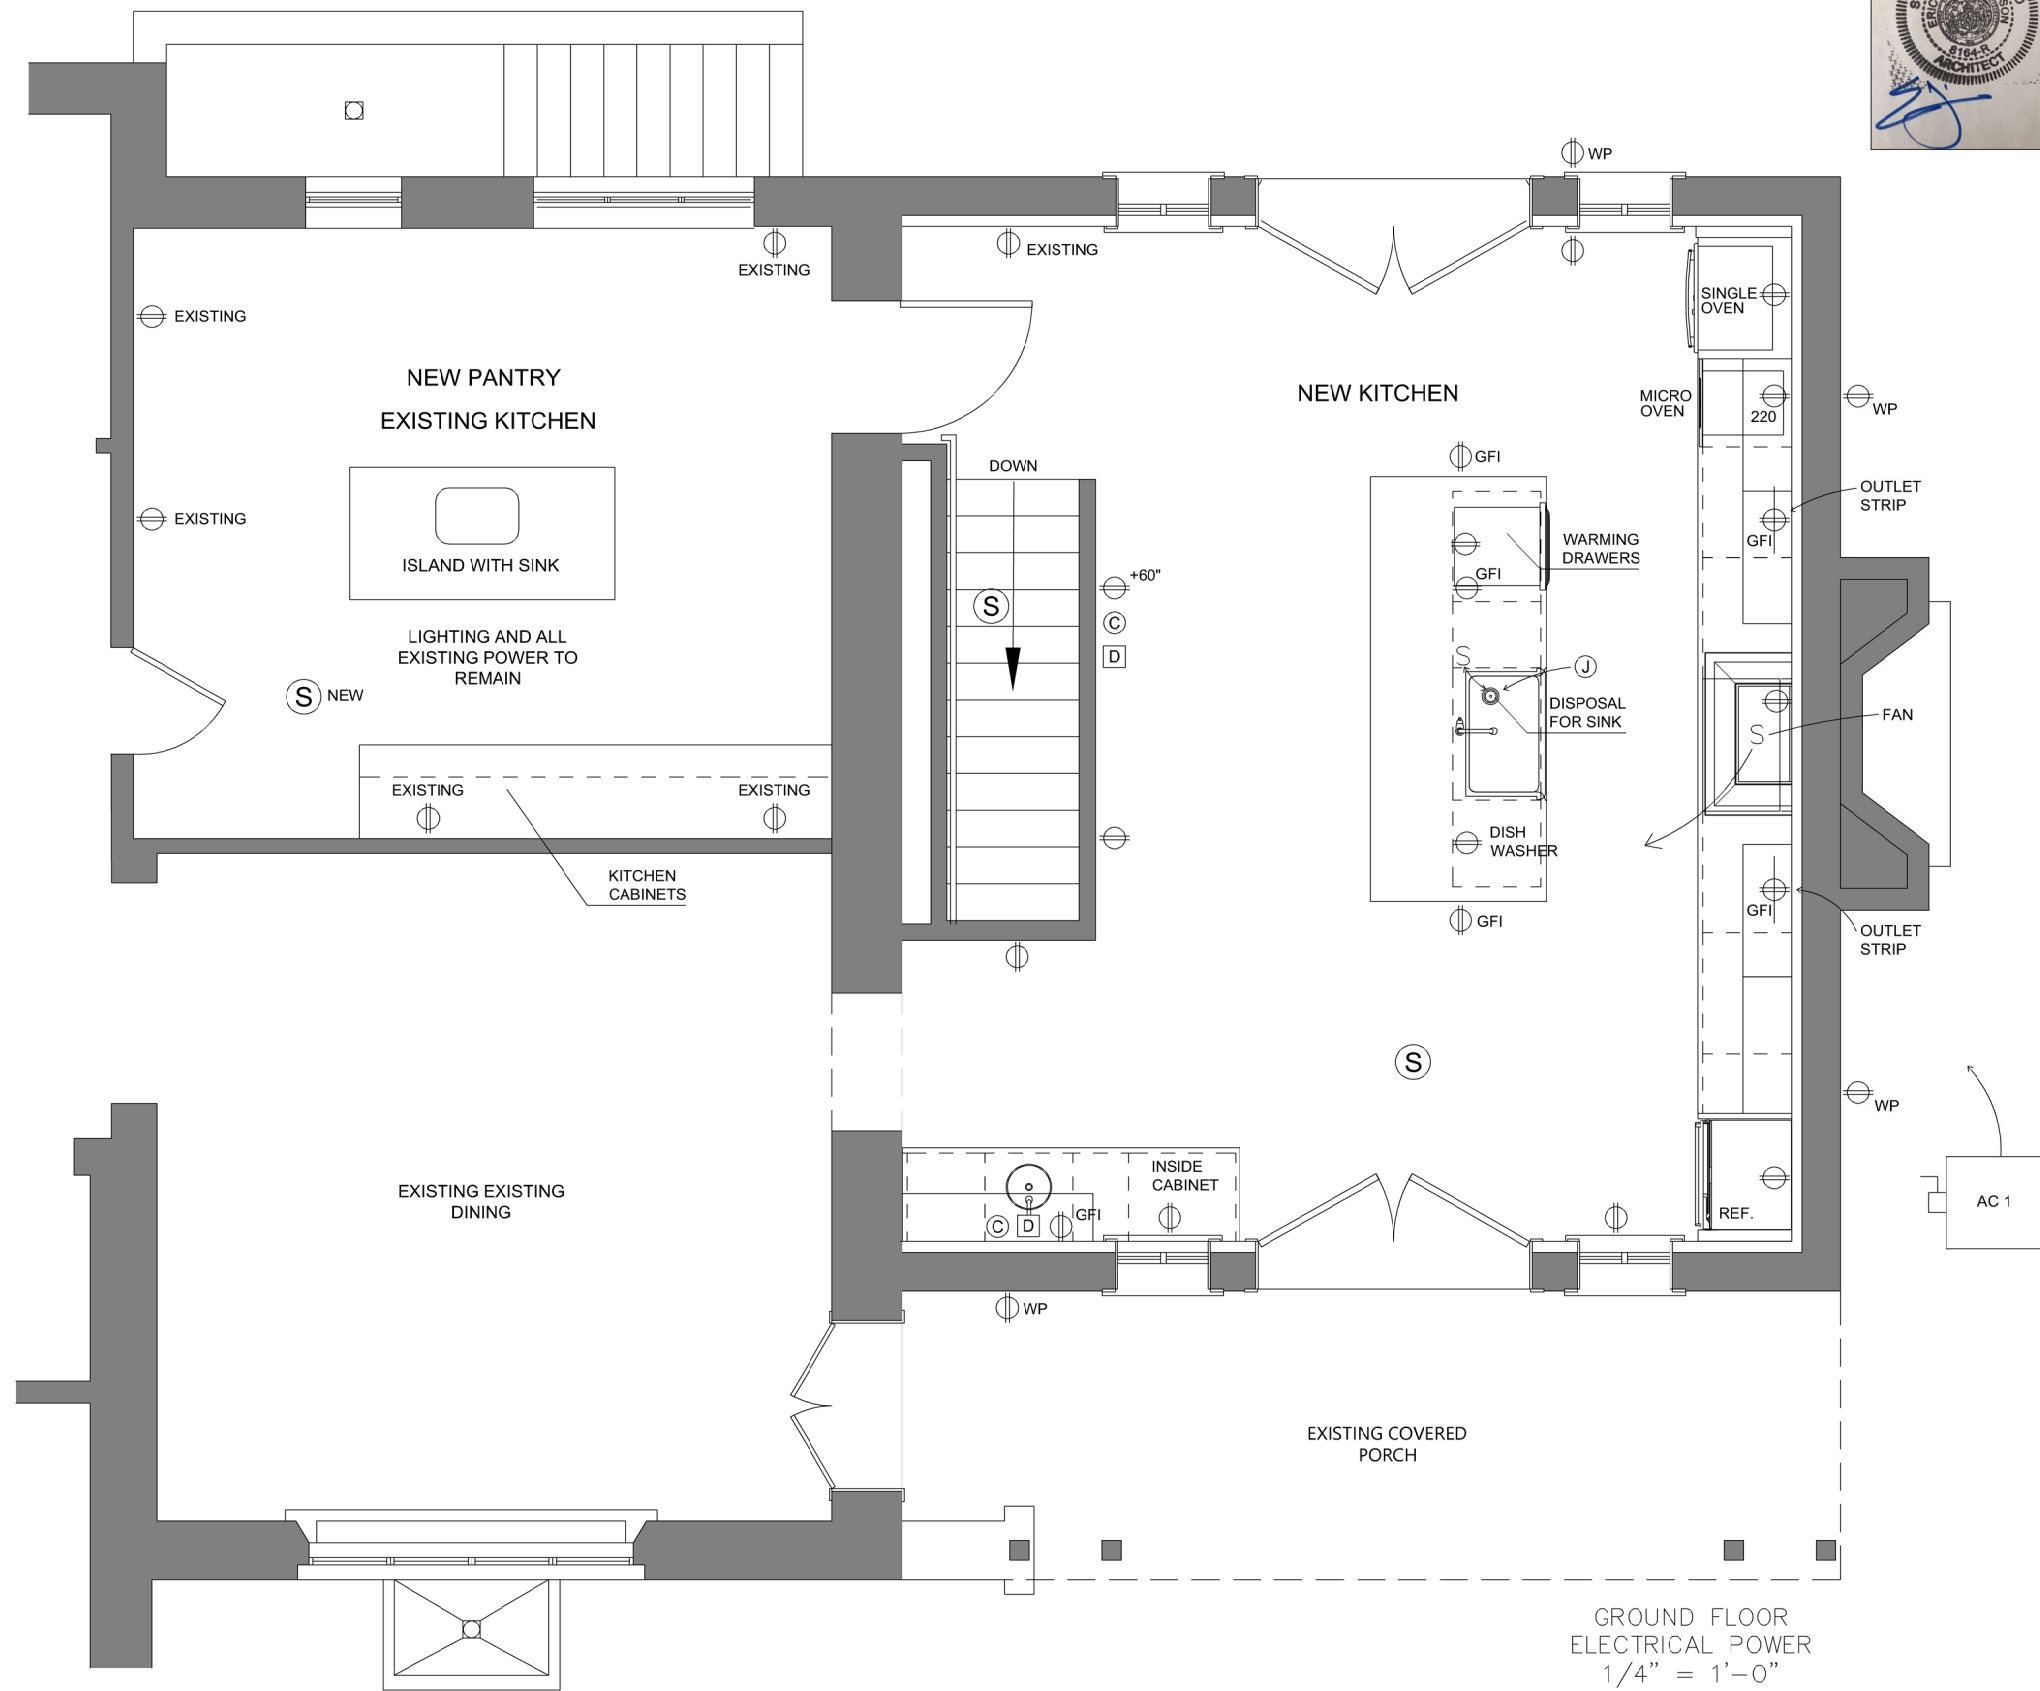 ERIC
SON
8164-R
ARCHITECT
WP
EXISTING
EXISTING
EXISTING
SINGLE
OVEN
NEW PANTRY
EXISTING KITCHEN
NEW KITCHEN
MICRO
OVEN
220
WP
GFI
DOWN
OUTLET
STRIP
EXISTING
GFI
WARMING
DRAWERS
ISLAND WITH SINK
+60"
GFI
S
C
LIGHTING AND ALL
EXISTING POWER TO
REMAIN
D
S
J
S NEW
DISPOSAL
FOR SINK
FAN
S
EXISTING
EXISTING
DISH
WASHER
KITCHEN
CABINETS
GFI
GFI
OUTLET
STRIP
S
WP
INSIDE
CABINET
EXISTING EXISTING
DINING
AC 1
REF.
C
D
GFI
WP
EXISTING COVERED
PORCH
GROUND FLOOR
ELECTRICAL POWER
1/4" = 1'-0"